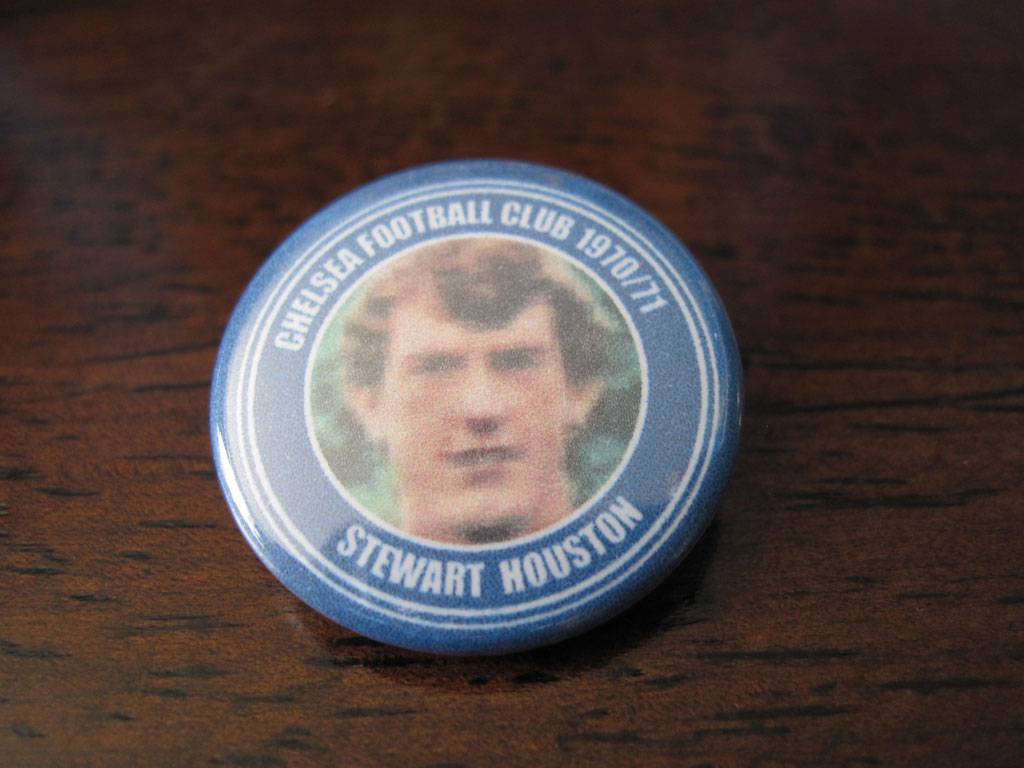 CHELSEA FOOTBALL CLUB 1970/71
STEWART HOUSTON